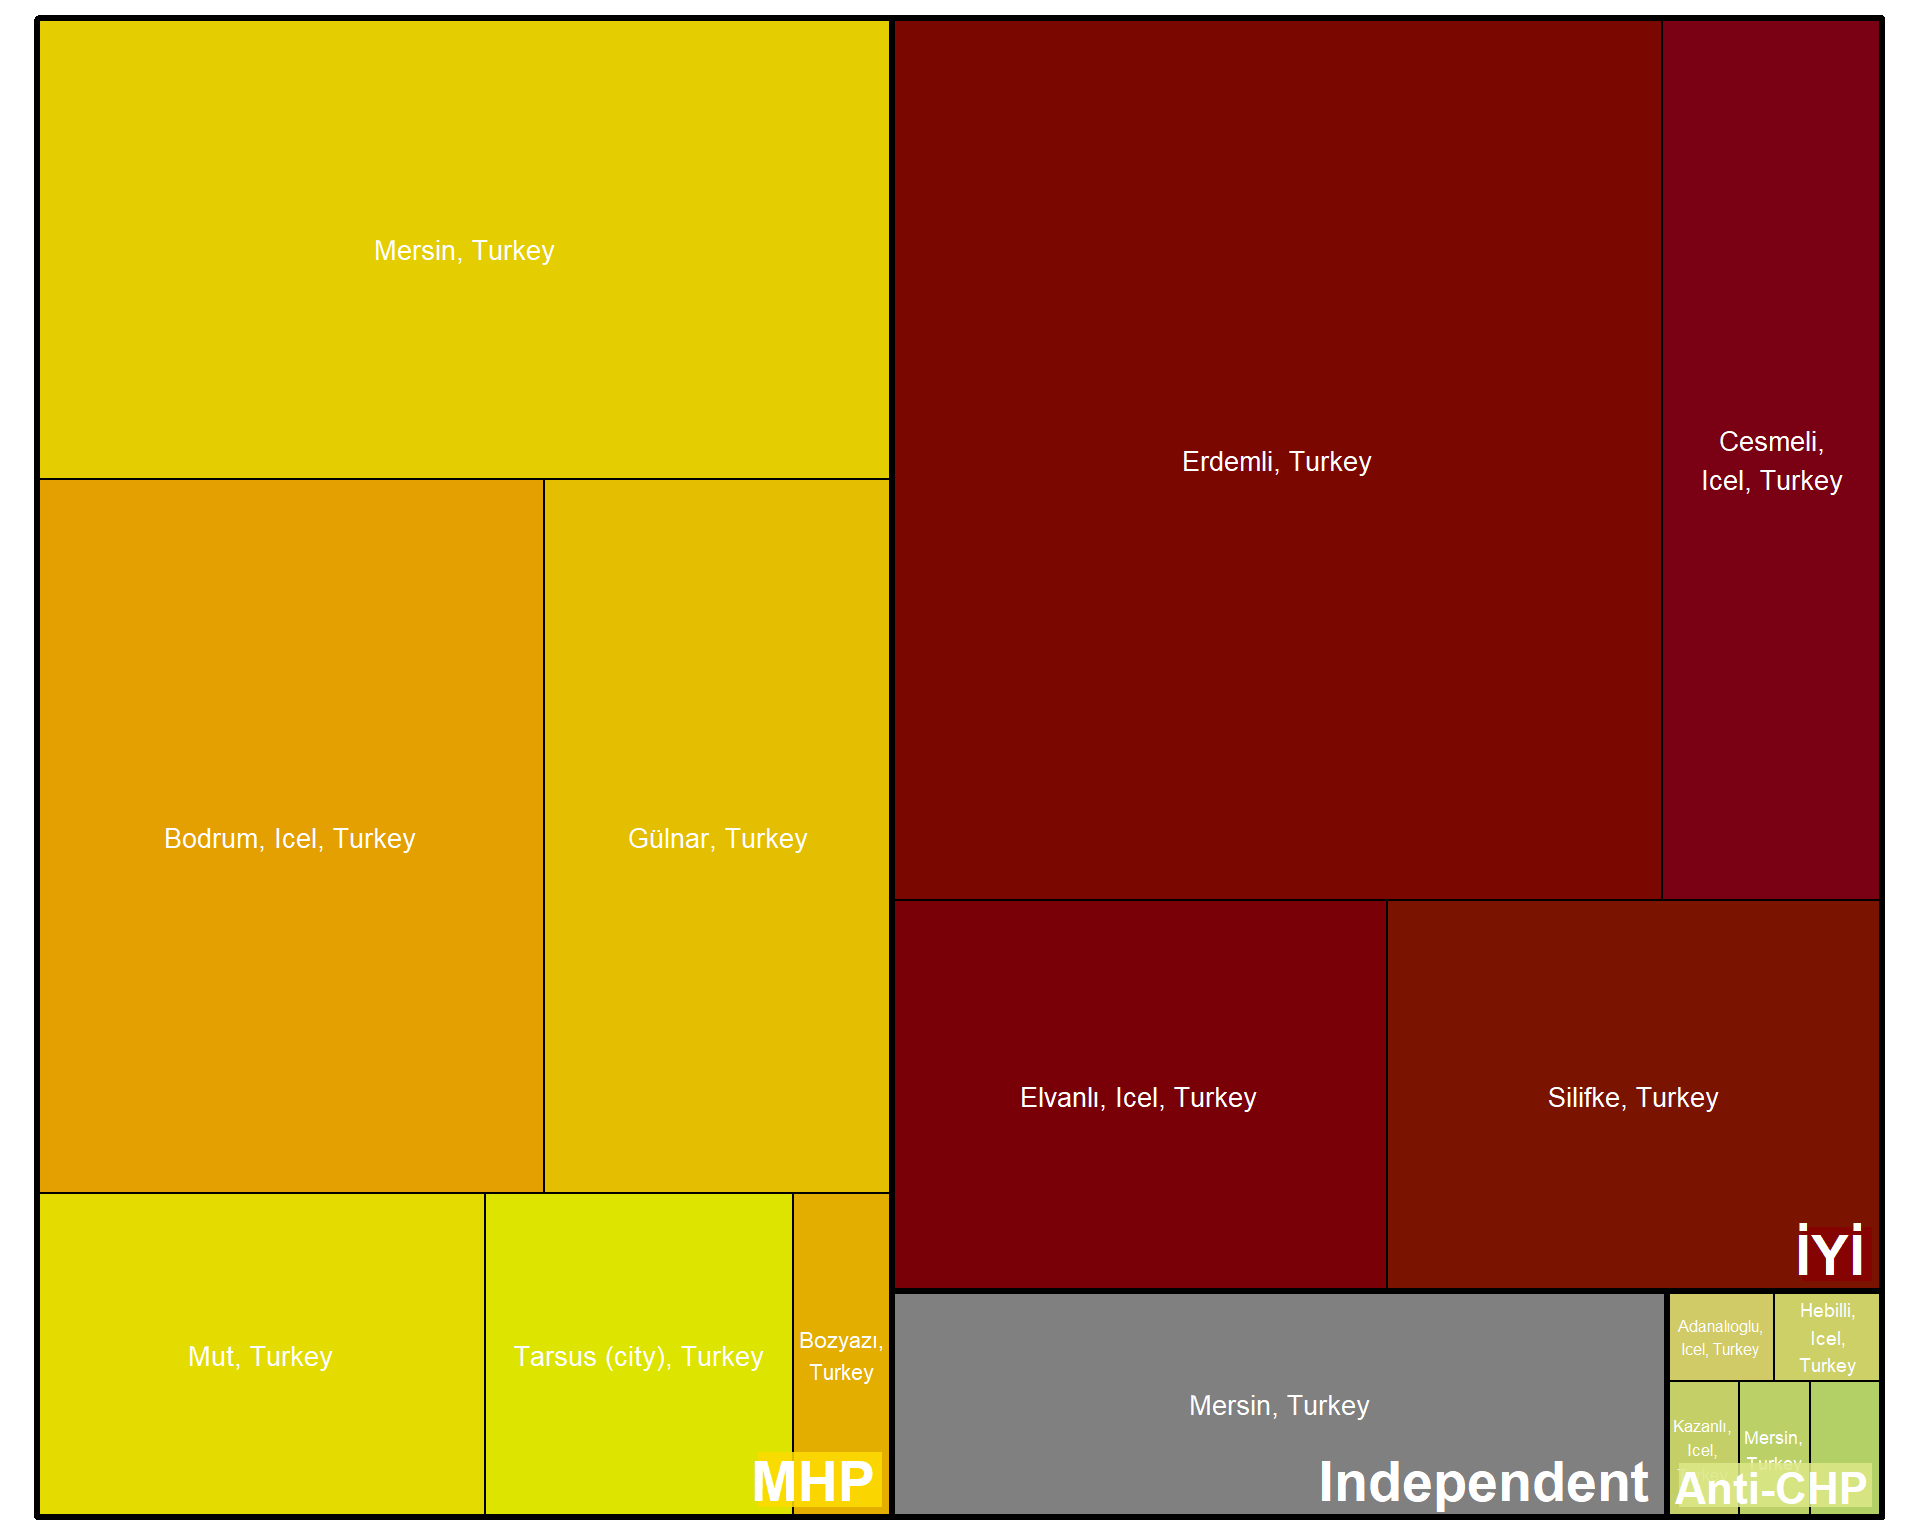 Mersin, Turkey
Bodrum, Icel, Turkey
Gülnar, Turkey
Mut, Turkey
Tarsus (city), Turkey
Bozyazı,
Turkey
MHP
Erdemli, Turkey
Cesmeli,
Icel, Turkey
Elvanlı, Icel, Turkey
Silifke, Turkey
İYİ
Mersin, Turkey
Independent
Adanalıoglu,
Icel, Turkey
Hebilli,
Icel,
Turkey
Kazanlı,
Icel,
Mersin,
Turkey
Anti-CHP